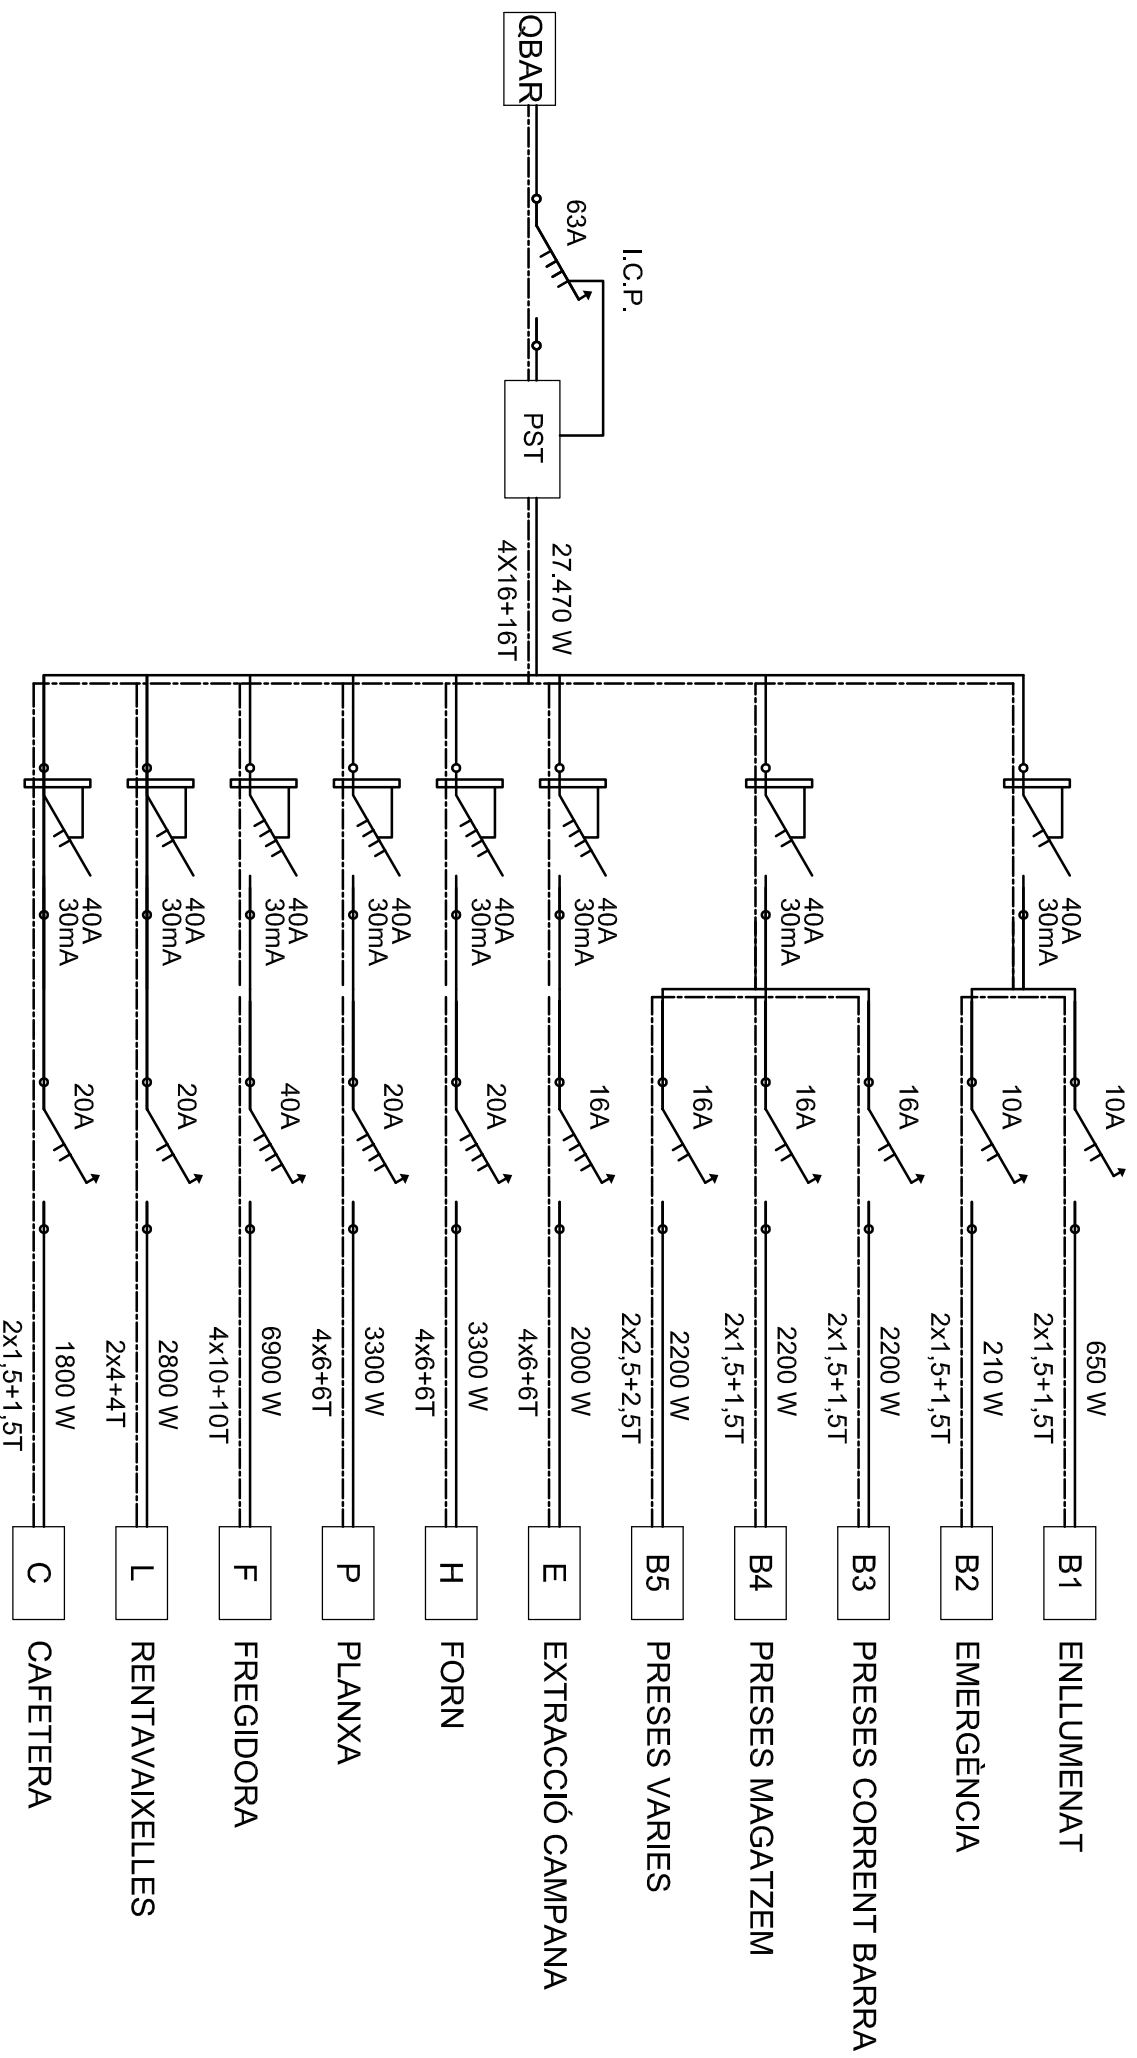 QBAR
63A
I.C.P.
PST
27.470 W
4X16+16T
40A
30mA
10A
650 W
2x1,5+1,5T
B1
ENLLUMENAT
10A
210 W
2x1,5+1,5T
B2
EMERGÈNCIA
40A
30mA
16A
2200 W
2x1,5+1,5T
B3
PRESES CORRENT BARRA
16A
2200 W
2x1,5+1,5T
B4
PRESES MAGATZEM
16A
2200 W
2x2,5+2,5T
B5
PRESES VARIES
40A
30mA
16A
2000 W
4x6+6T
E
EXTRACCIÓ CAMPANA
40A
30mA
20A
3300 W
4x6+6T
H
FORN
40A
30mA
20A
3300 W
4x6+6T
P
PLANXA
40A
30mA
40A
6900 W
4x10+10T
F
FREGIDORA
40A
30mA
20A
2800 W
2x4+4T
L
RENTAVAIXELLES
40A
30mA
20A
1800 W
2x1,5+1,5T
C
CAFETERA